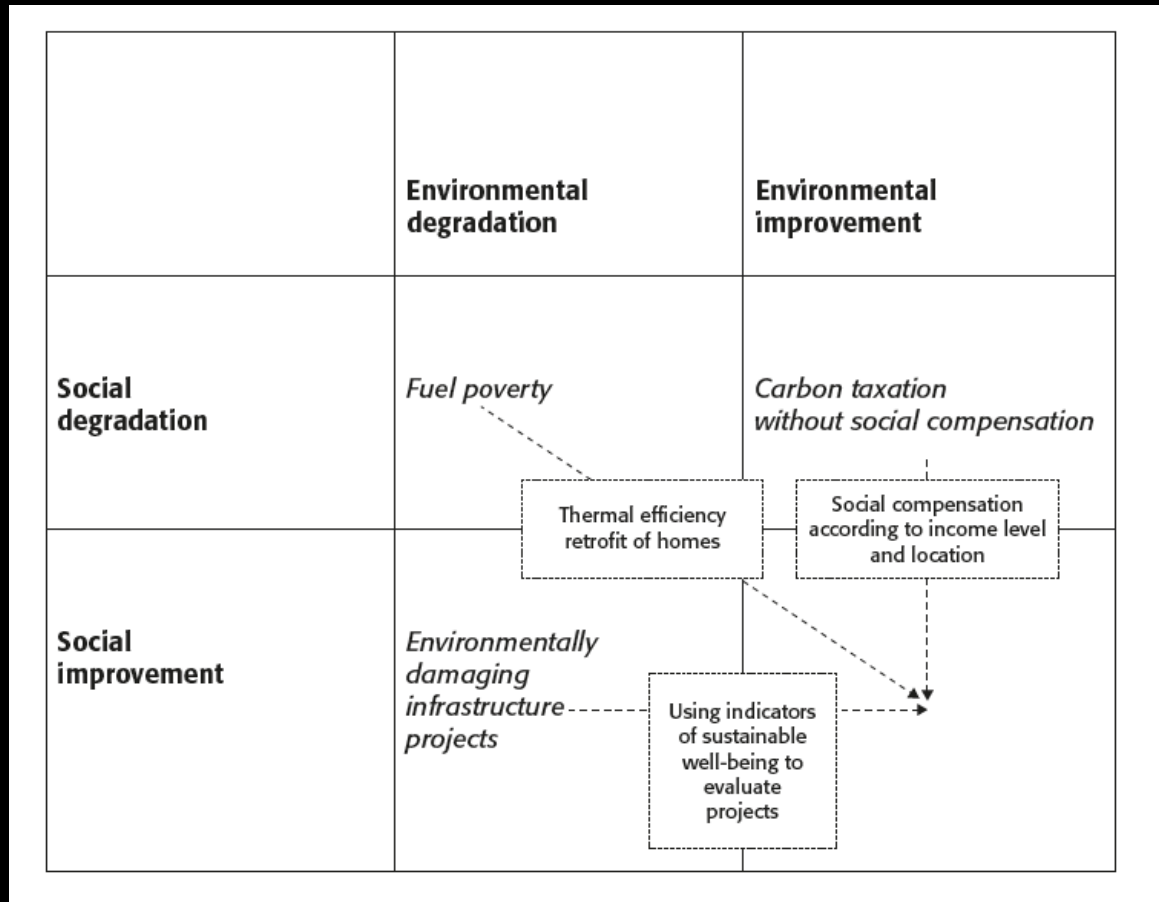 Environmental
degradation
Environmental
improvement
Social
degradation
Fuel poverty
Carbon taxation
without social compensation
Thermal efficiency
retrofit of homes
Social compensation
according to income level
and location
Social
improvement
Environmentally
damaging
infrastructure
projects
Using indicators
of sustainable
well-being to
evaluate
projects